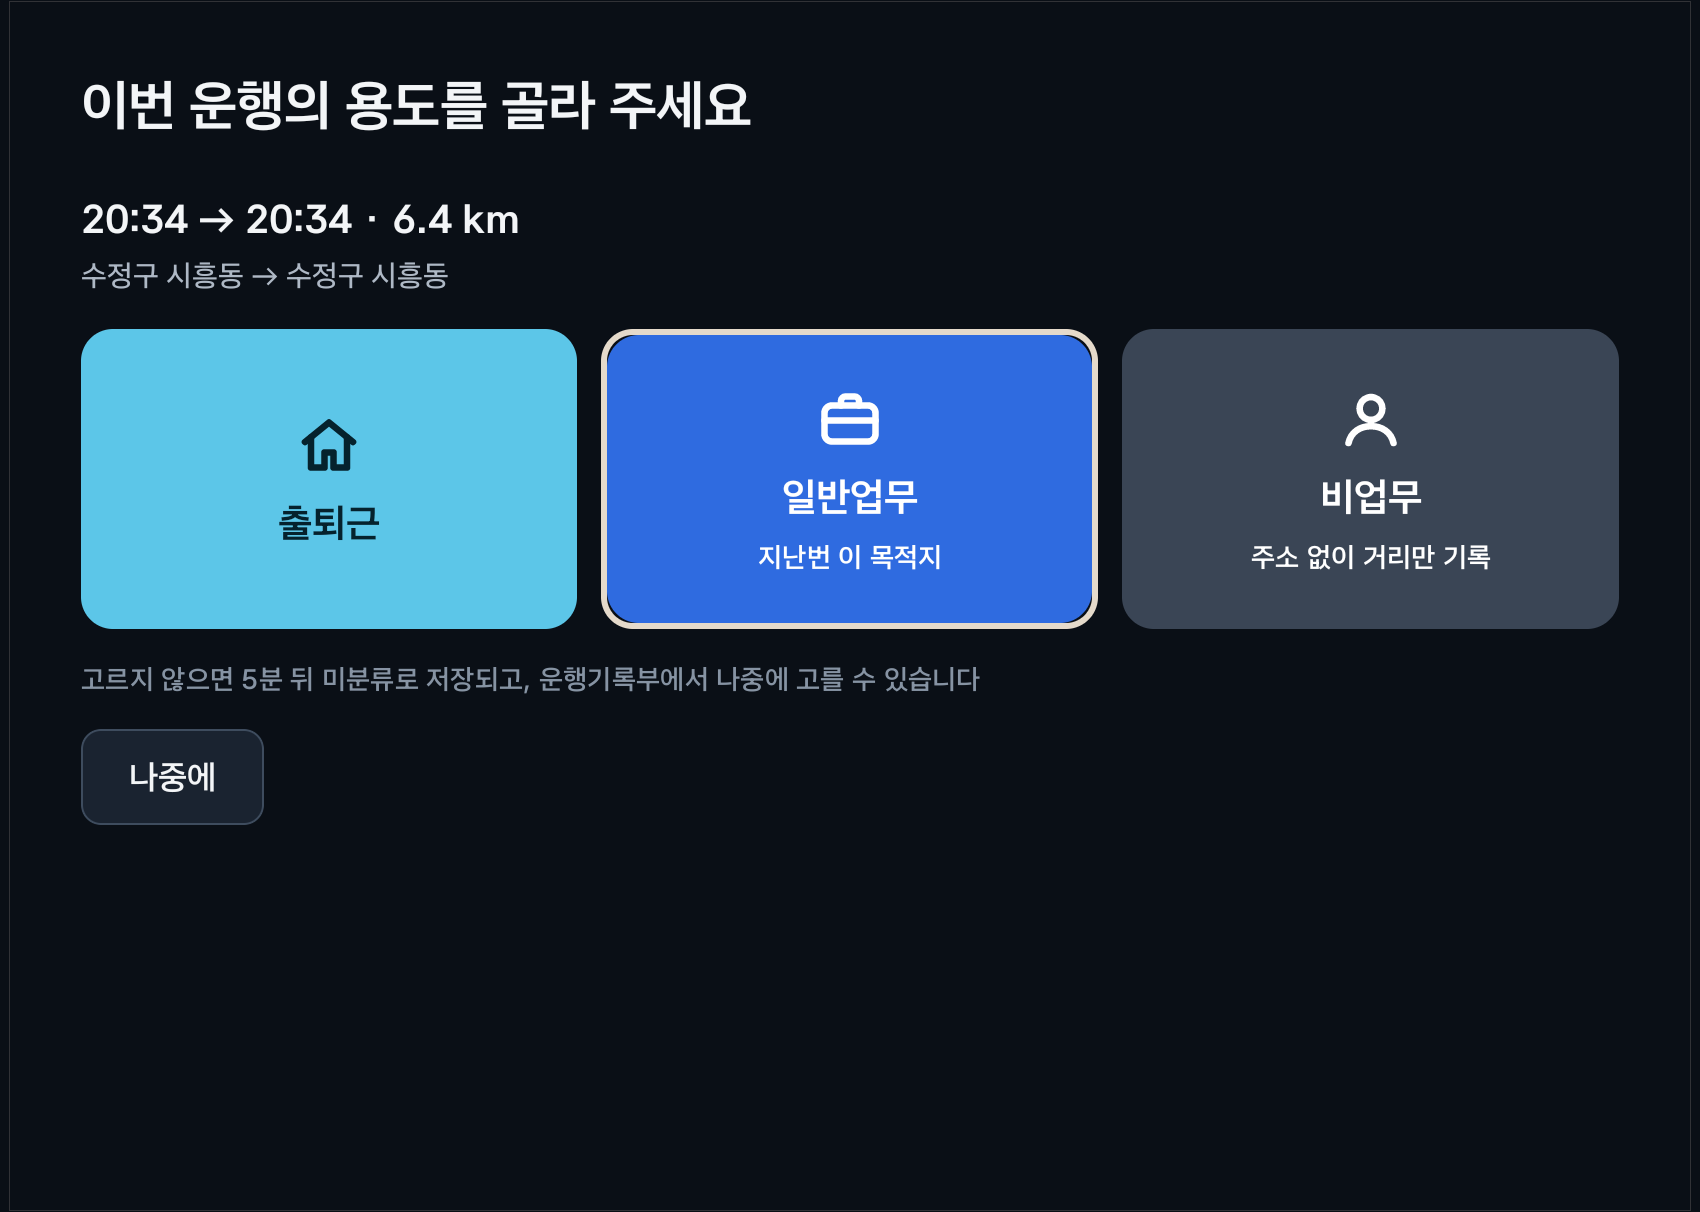 이번 운행의 용도를 골라 주세요
20:34 → 20:34 · 6.4 km
수정구 시흥동 → 수정구 시흥동
출퇴근
일반업무
지난번 이 목적지
비업무
주소 없이 거리만 기록
고르지 않으면 5분 뒤 미분류로 저장되고, 운행기록부에서 나중에 고를 수 있습니다
나중에